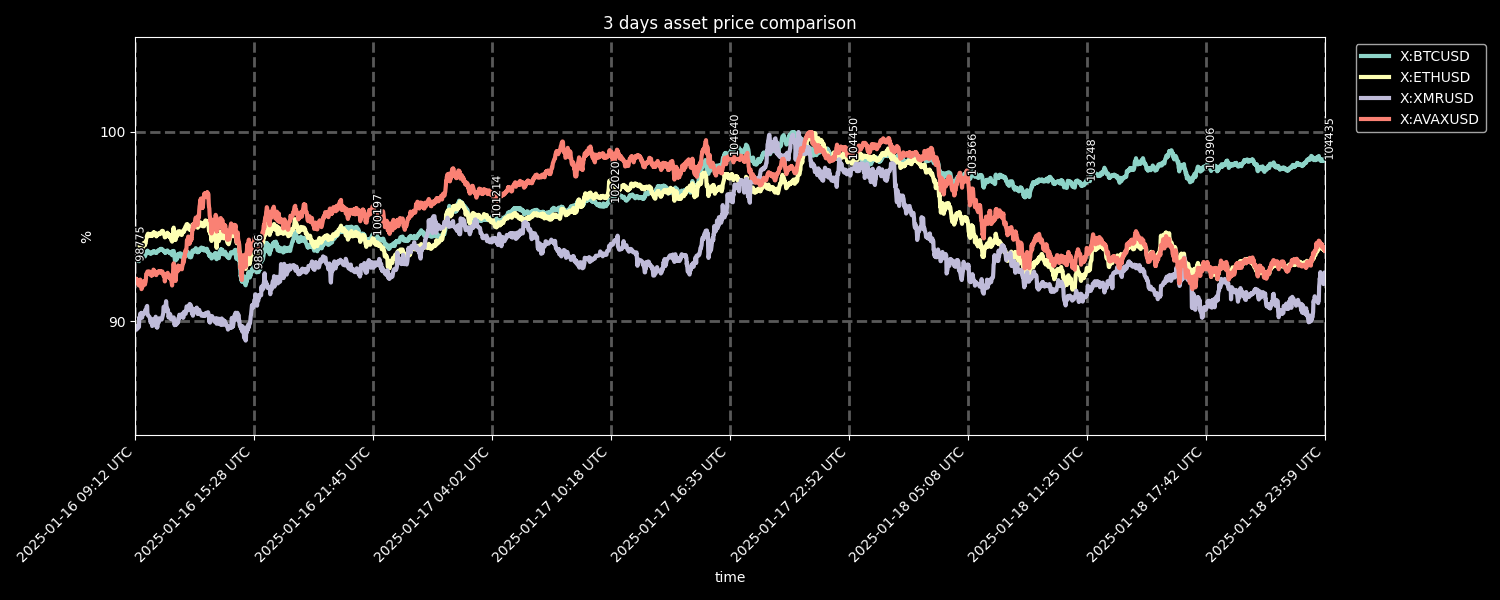 3 days asset price comparison
X:BTCUSD
X:ETHUSD
X:XMRUSD
X:AVAXUSD
100
90
%
98775
98336
100197
101214
102020
104640
104450
103566
103248
103906
104435
2025-01-16 09:12 UTC
2025-01-16 15:28 UTC
2025-01-16 21:45 UTC
2025-01-17 04:02 UTC
2025-01-17 10:18 UTC
2025-01-17 16:35 UTC
2025-01-17 22:52 UTC
2025-01-18 05:08 UTC
2025-01-18 11:25 UTC
2025-01-18 17:42 UTC
2025-01-18 23:59 UTC
time